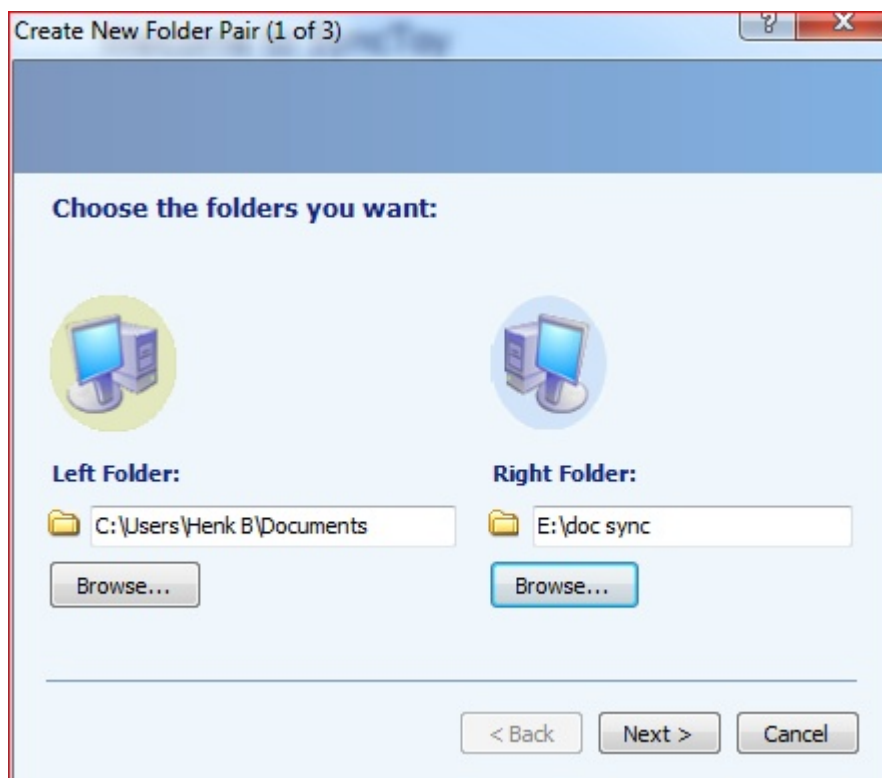 Create New Folder Pair (1 of 3)
?
X
Choose the folders you want:
Left Folder:
Right Folder:
C:\Users\Henk B\Documents
E:\doc sync
Browse...
Browse...
< Back
Next >
Cancel